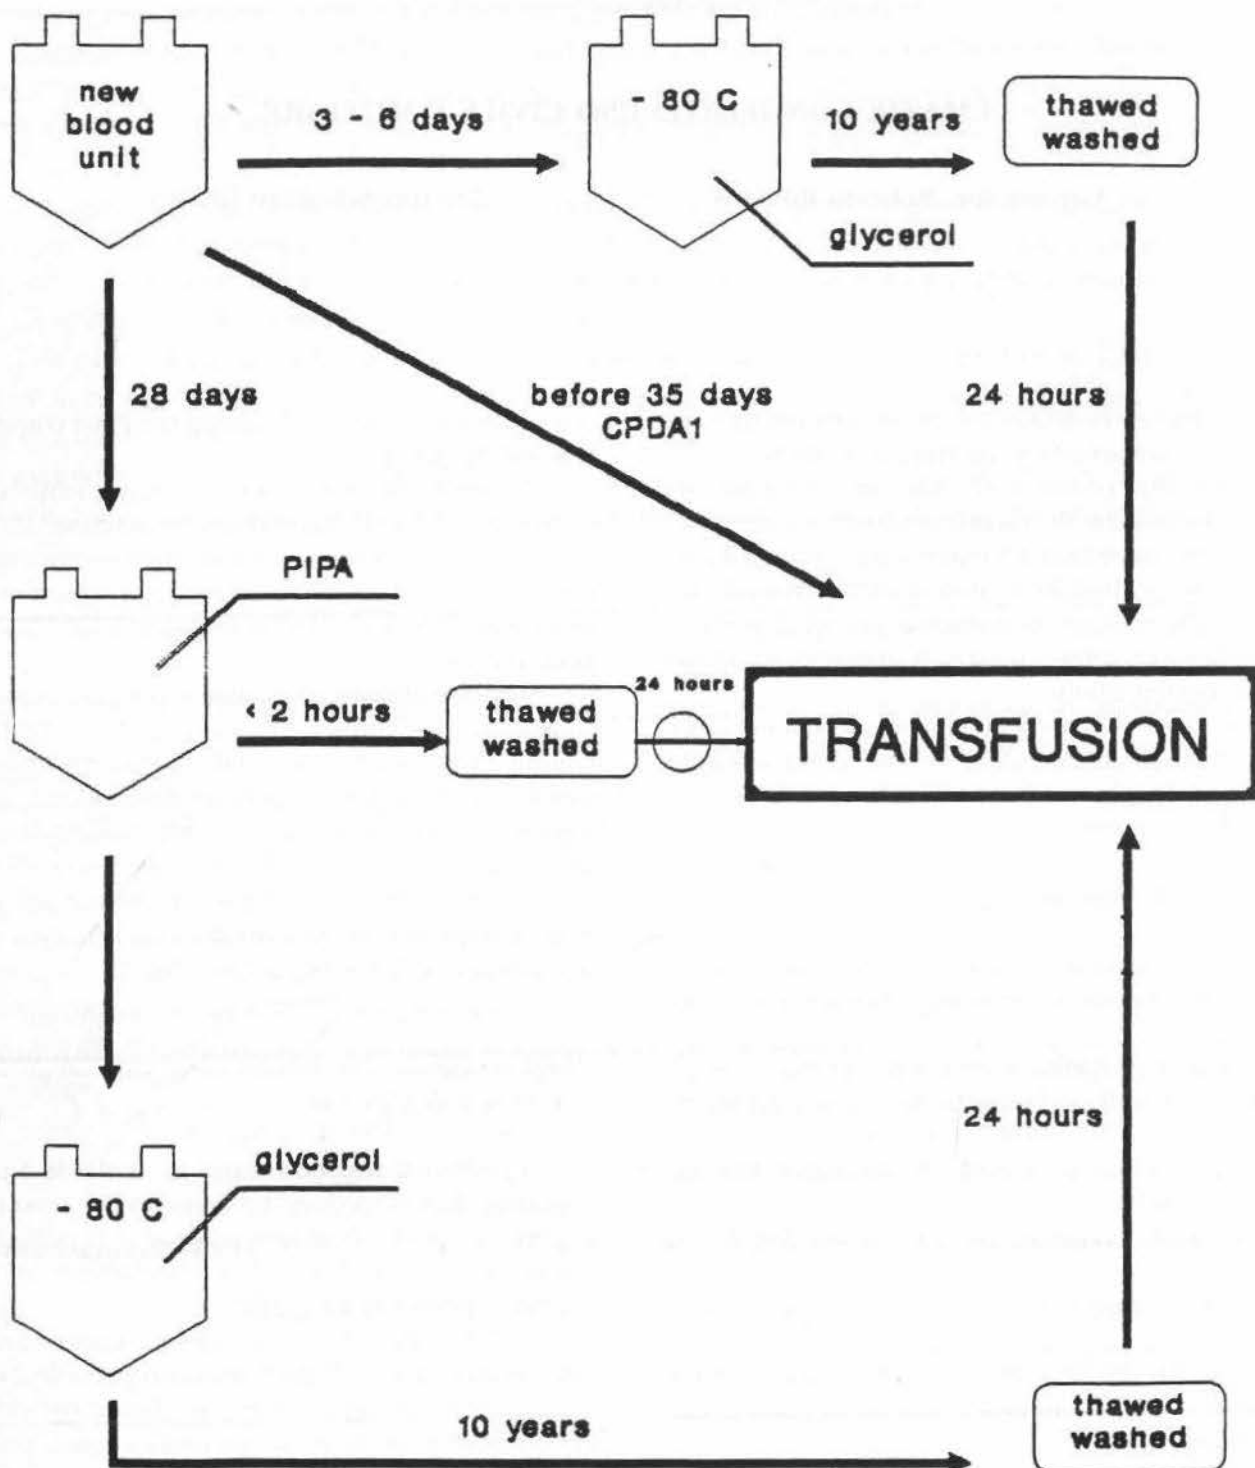 new
blood
unit
3 - 6 days
- 80 C
10 years
thawed
washed
glycerol
28 days
before 35 days
CPDA1
24 hours
PIPA
< 2 hours
thawed
washed
24 hours
TRANSFUSION
24 hours
glycerol
- 80 C
10 years
thawed
washed